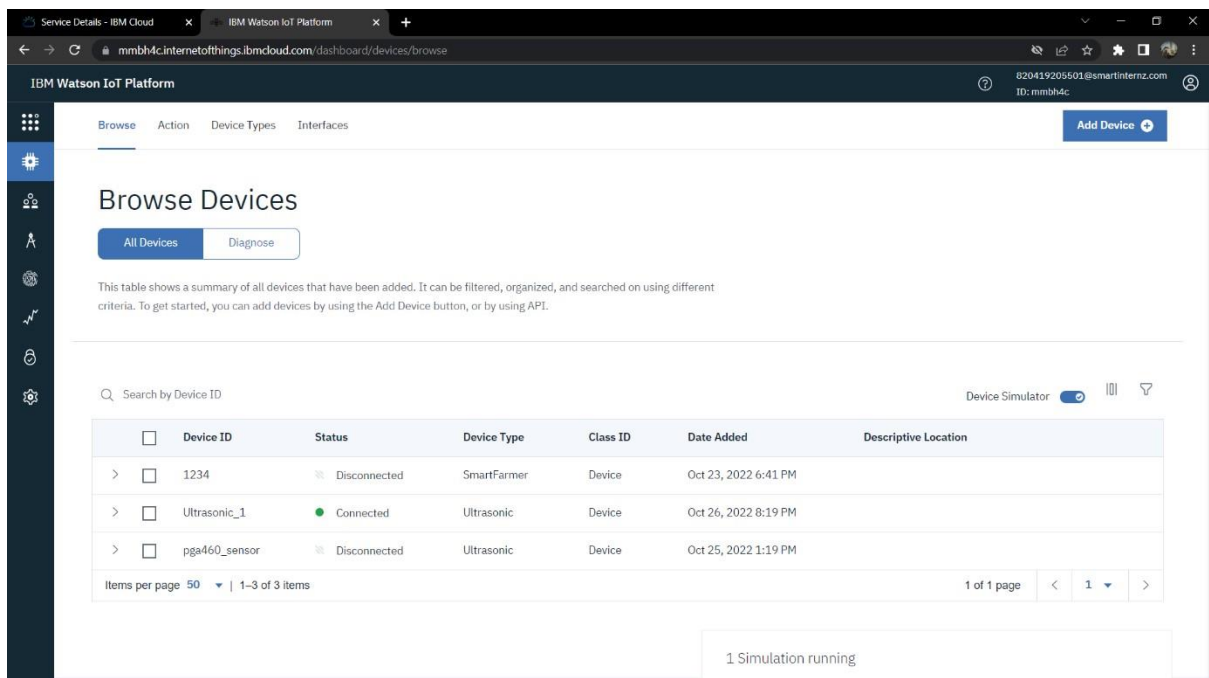 Service Details - IBM Cloud
IBM Watson IoT Platform
mmbh4c.internetofthings.ibmcloud.com/dashboard/devices/browse
IBM Watson IoT Platform
820419205501@smartinternz.com
ID: mmbh4c
Browse Action Device Types Interfaces
Add Device
Browse Devices
All Devices Diagnose
This table shows a summary of all devices that have been added. It can be filtered, organized, and searched on using different
criteria. To get started, you can add devices by using the Add Device button, or by using API.
Search by Device ID
Device Simulator
Device ID Status Device Type Class ID Date Added Descriptive Location
1234 Disconnected SmartFarmer Device Oct 23, 2022 6:41 PM
Ultrasonic_1 Connected Ultrasonic Device Oct 26, 2022 8:19 PM
pga460_sensor Disconnected Ultrasonic Device Oct 25, 2022 1:19 PM
Items per page 50 | 1–3 of 3 items
1 of 1 page < 1 >
1 Simulation running